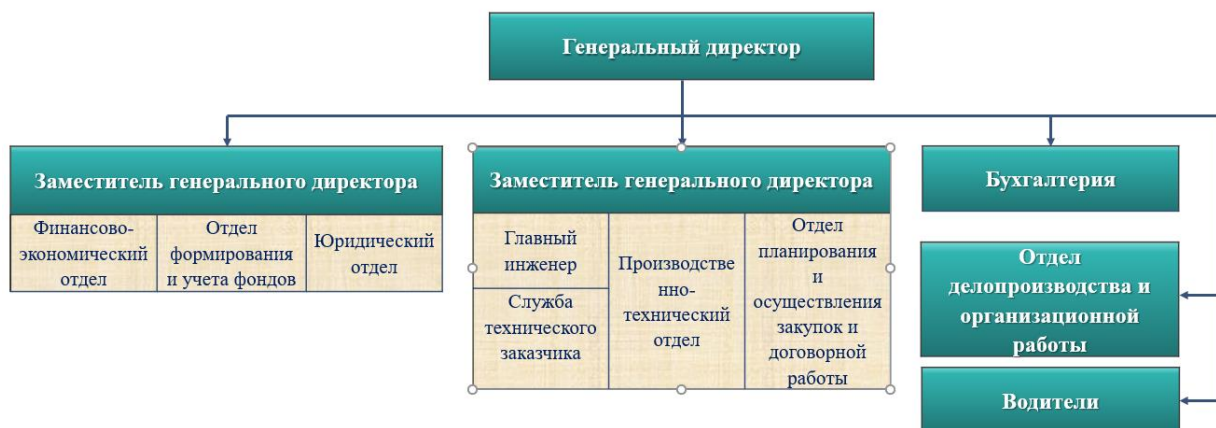 Генеральный директор
Заместитель генерального директора
Финансово-
экономический
отдел
Отдел
формирования
и учета фондов
Юридический
отдел
Заместитель генерального директора
Главный
инженер
Служба
технического
заказчика
Производстве
нно-
технический
отдел
Отдел
планирования
и
осуществления
закупок и
договорной
работы
Бухгалтерия
Отдел
делопроизводства и
организационной
работы
Водители